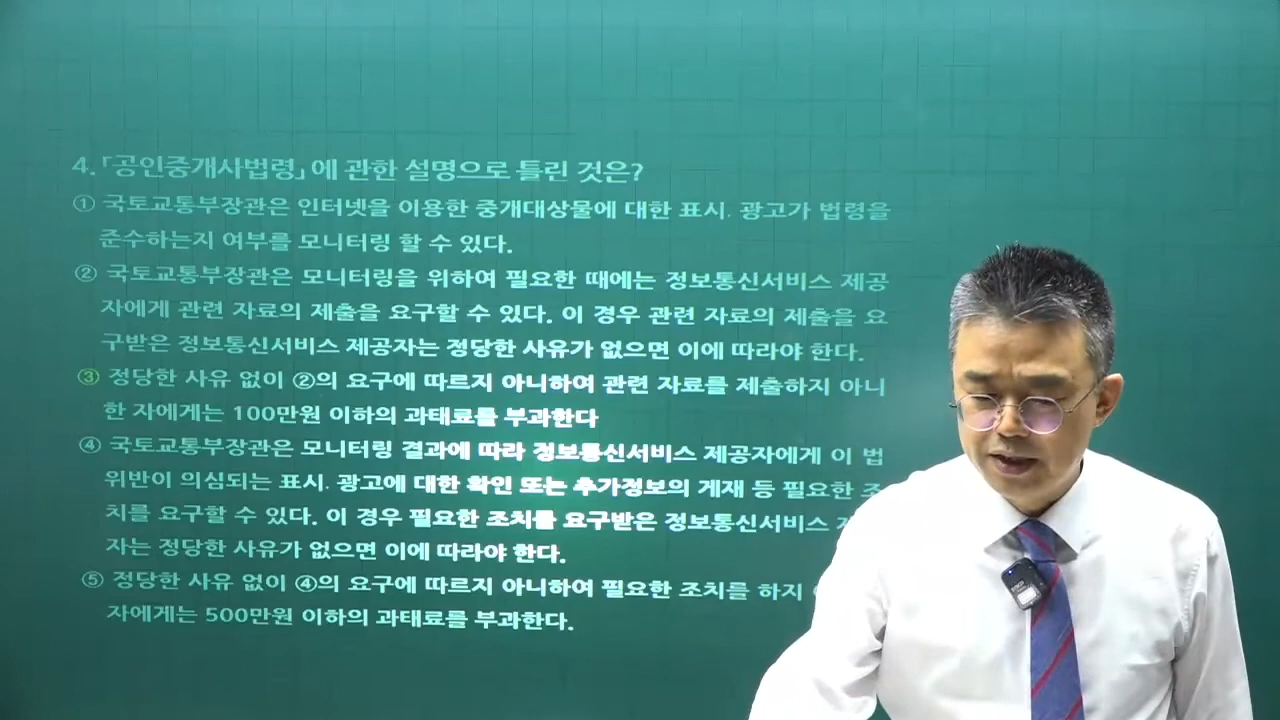 4. 「공인중개사법령」에 관한 설명으로 틀린 것은?
① 국토교통부장관은 인터넷을 이용한 중개대상물에 대한 표시. 광고가 법령을
준수하는지 여부를 모니터링 할 수 있다.
② 국토교통부장관은 모니터링을 위하여 필요한 때에는 정보통신서비스 제공
자에게 관련 자료의 제출을 요구할 수 있다. 이 경우 관련 자료의 제출을 요
구받은 정보통신서비스 제공자는 정당한 사유가 없으면 이에 따라야 한다.
③ 정당한 사유 없이 ②의 요구에 따르지 아니하여 관련 자료를 제출하지 아니
한 자에게는 100만원 이하의 과태료를 부과한다
④ 국토교통부장관은 모니터링 결과에 따라 정보통신서비스 제공자에게 이 법
위반이 의심되는 표시. 광고에 대한 확인 또는 추가정보의 게재 등 필요한 조
치를 요구할 수 있다. 이 경우 필요한 조치를 요구받은 정보통신서비스
자는 정당한 사유가 없으면 이에 따라야 한다.
⑤ 정당한 사유 없이 ④의 요구에 따르지 아니하여 필요한 조치를 하지
자에게는 500만원 이하의 과태료를 부과한다.